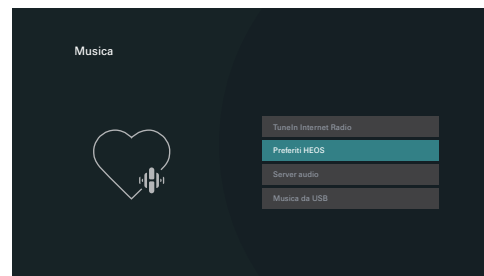 Musica
TuneIn Internet Radio
Preferiti HEOS
Server audio
Musica da USB